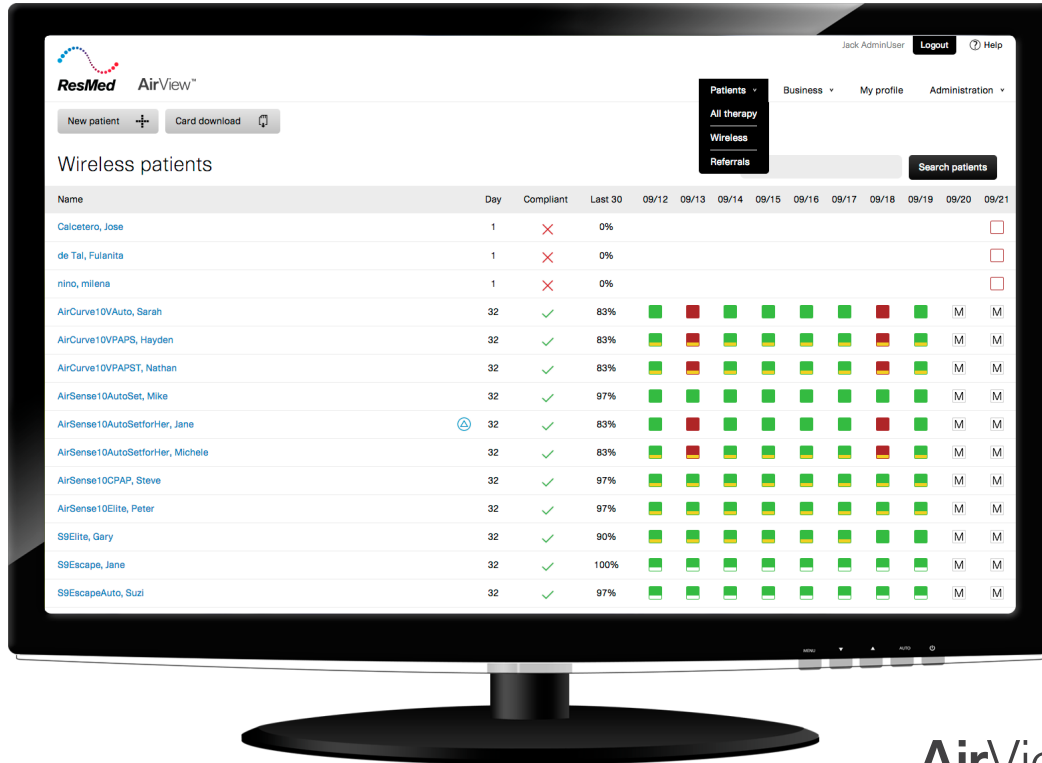 Jack AdminUser Logout ? Help
ResMed AirView™
Patients Business My profile Administration
All therapy
New patient Card download
Wireless
Wireless patients
Referrals
Search patients
Name Day Compliant Last 30 09/12 09/13 09/14 09/15 09/16 09/17 09/18 09/19 09/20 09/21
Calcetero, Jose 1 0%
de Tal, Fulanita 1 0%
nino, milena 1 0%
AirCurve10VAuto, Sarah 32 83% M M
AirCurve10VPAPS, Hayden 32 83% M M
AirCurve10VPAPST, Nathan 32 83% M M
AirSense10AutoSet, Mike 32 97% M M
AirSense10AutoSetforHer, Jane 32 83% M M
AirSense10AutoSetforHer, Michele 32 83% M M
AirSense10CPAP, Steve 32 97% M M
AirSense10Elite, Peter 32 97% M M
S9Elite, Gary 32 90% M M
S9Escape, Jane 32 100% M M
S9EscapeAuto, Suzi 32 97% M M
MENU AUTO